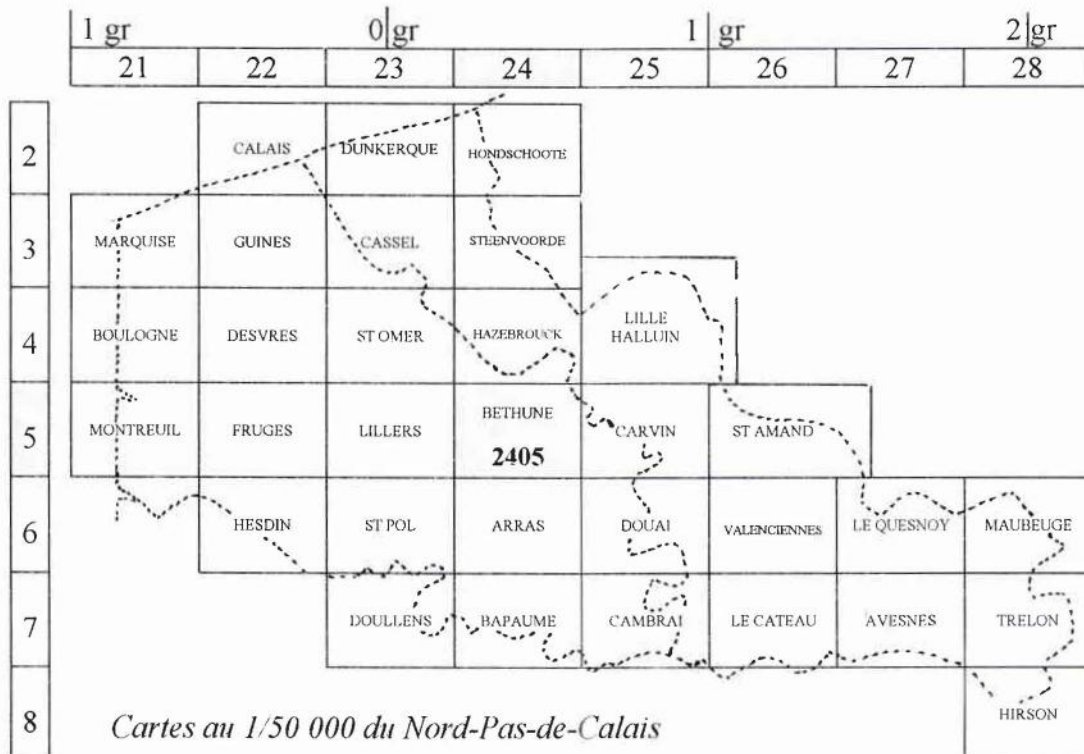 1 gr 0 gr 1 gr 2 gr
21 22 23 24 25 26 27 28
2 CALAIS DUNKERQUE HONDSCHOOTE
3 MARQUISE GUINES CASSEL STEENVOORDE
LILLE
4 BOULOGNE DESVRES ST OMER HAZEBROUCK HALLUIN
BETHUNE
5 MONTREUIL FRUGES LILLERS CARVIN ST AMAND
2405
6 HESDIN ST POL ARRAS DOUAI VALENCIENNES LE QUESNOY MAUBEUGE
7 DOULLENS BAPAUME CAMBRAI LE CATEAU AVESNES TRELON
8 HIRSON
Cartes au 1/50 000 du Nord-Pas-de-Calais